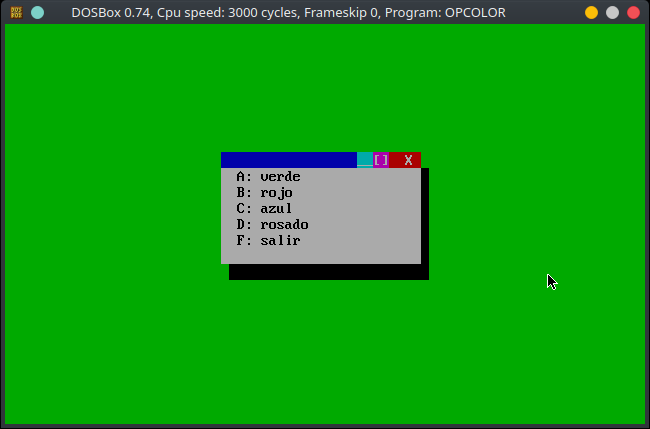 DOSBox 0.74, Cpu speed: 3000 cycles, Frameskip 0, Program: OPCOLOR
_[] X
A: verde
B: rojo
C: azul
D: rosado
F: salir